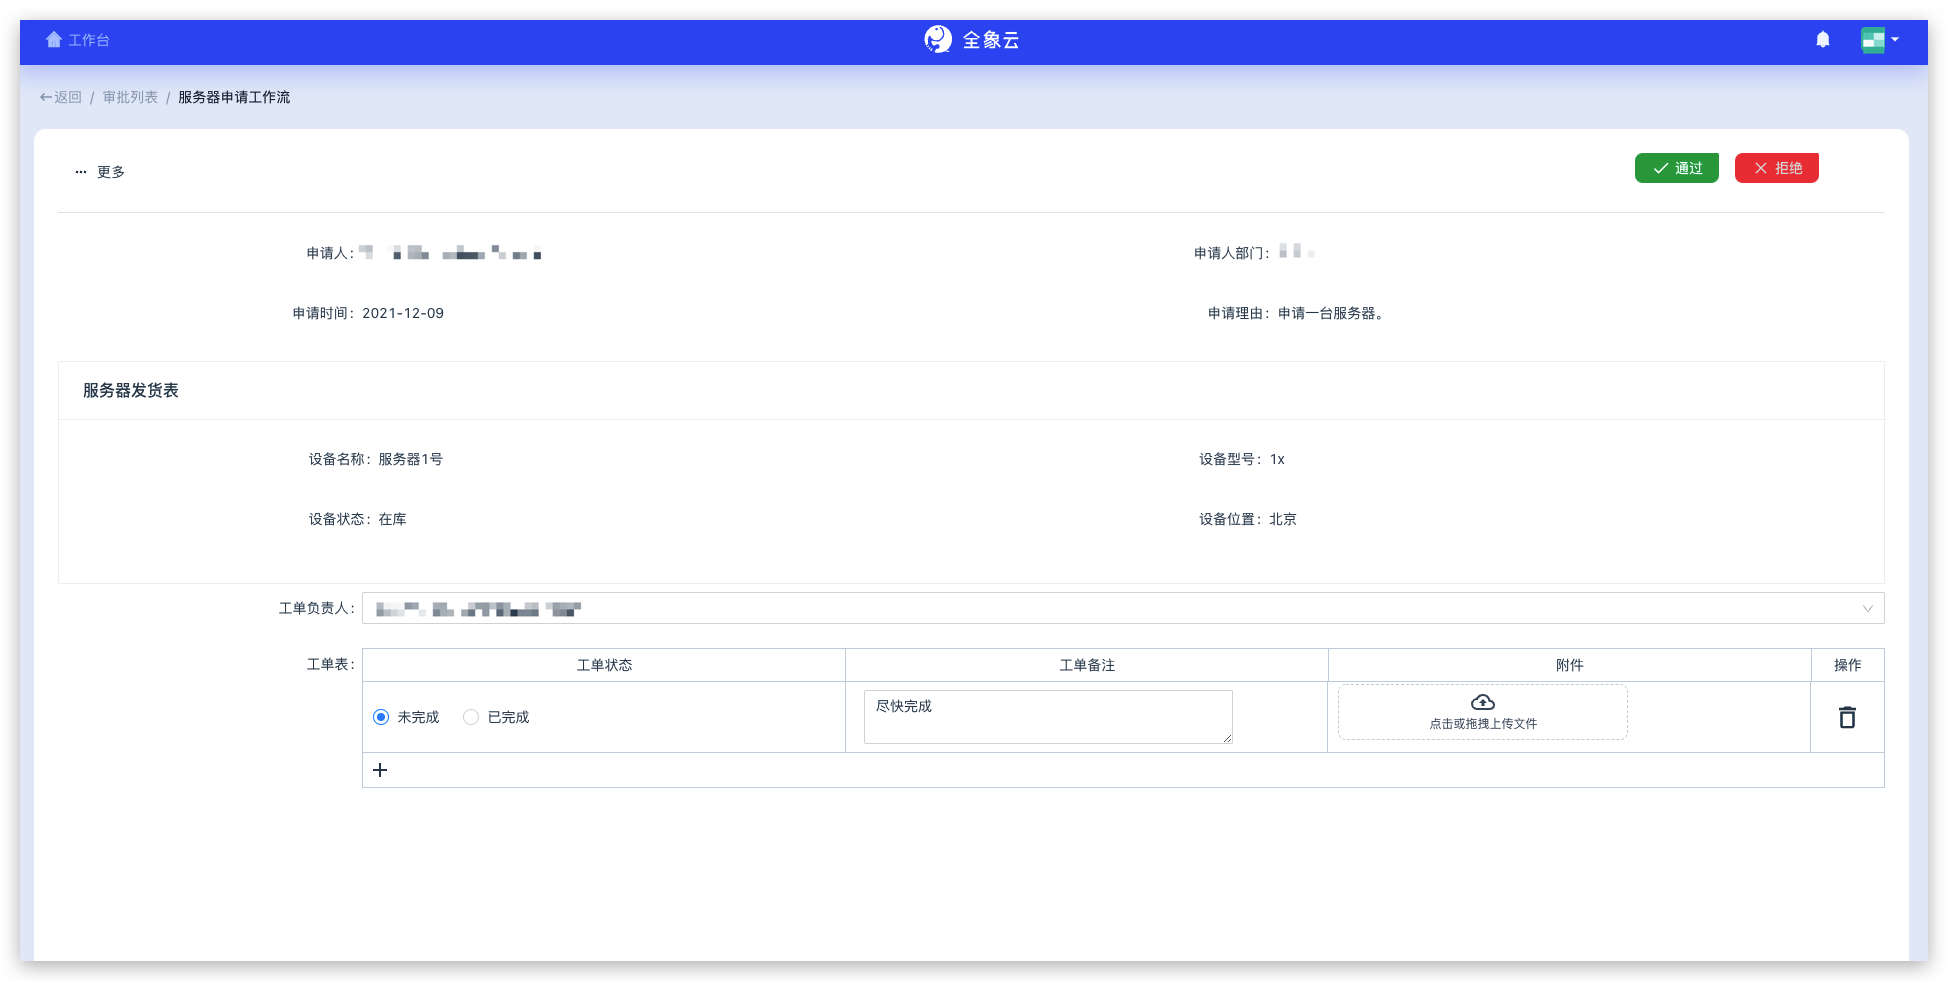 工作台
全象云
←返回 / 审批列表 / 服务器申请工作流
··· 更多
通过
拒绝
申请人:
申请人部门:
申请时间: 2021-12-09
申请理由: 申请一台服务器。
服务器发货表
设备名称: 服务器1号
设备型号: 1x
设备状态: 在库
设备位置: 北京
工单负责人:
工单表:
工单状态 工单备注 附件 操作
未完成 已完成
尽快完成
点击或拖拽上传文件
+